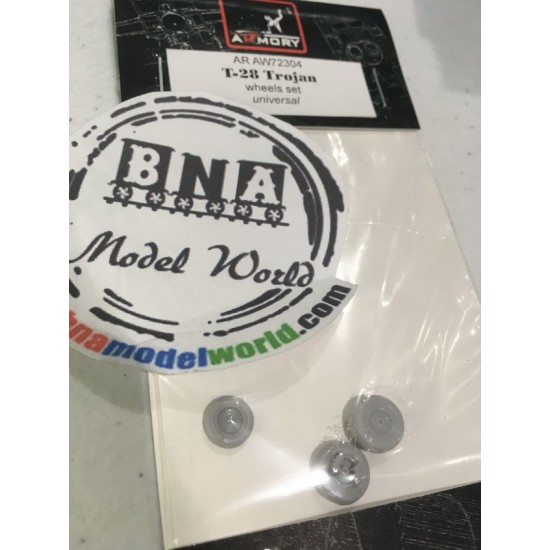 ARMORY
AR AW72304
T-28 Trojan
wheels set
universal
BNA
Model World
bnamodelworld.com